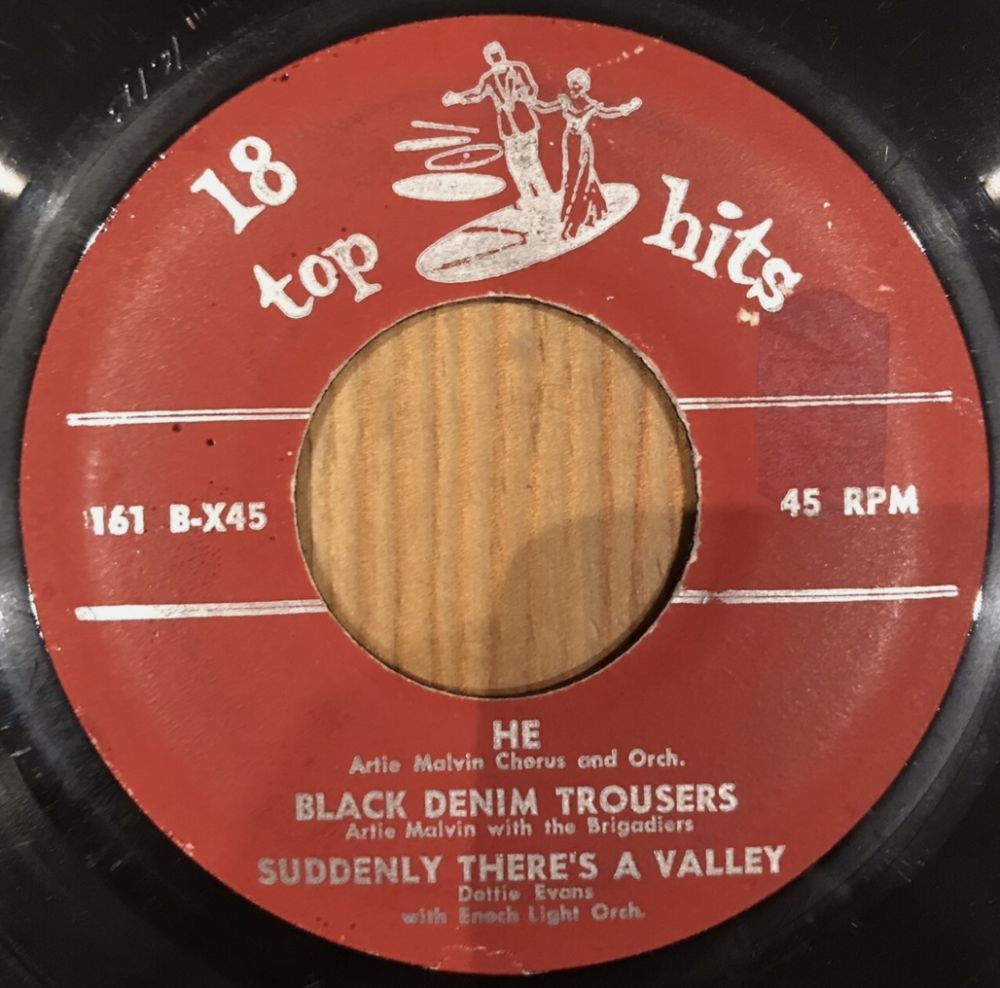 18 top hits
161 B-X45
45 RPM
HE
Artie Malvin Chorus and Orch.
BLACK DENIM TROUSERS
Artie Malvin with the Brigadiers
SUDDENLY THERE'S A VALLEY
Dottie Evans
with Enoch Light Orch.